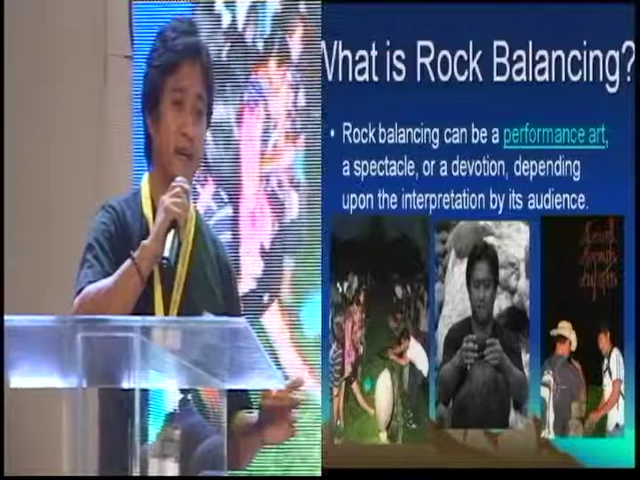 What is Rock Balancing?
• Rock balancing can be a performance art,
a spectacle, or a devotion, depending
upon the interpretation by its audience.